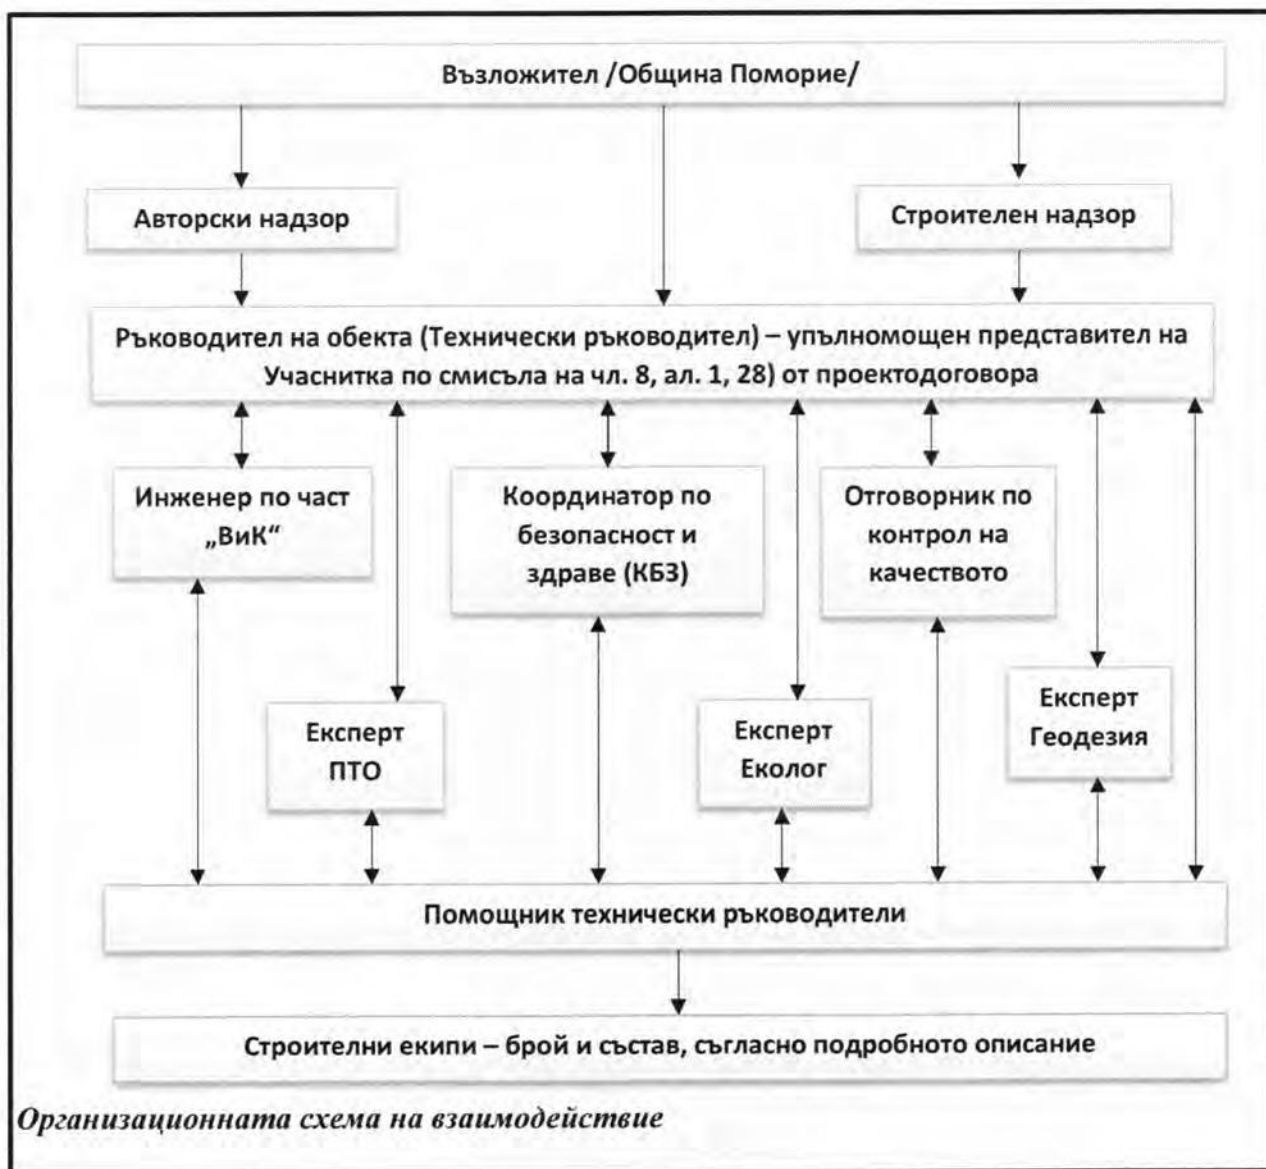 Възложител /Община Поморие/
Авторски надзор
Строителен надзор
Ръководител на обекта (Технически ръководител) – упълномощен представител на
Учаснитка по смисъла на чл. 8, ал. 1, 28) от проектодоговора
Инженер по част
„ВиК“
Координатор по
безопасност и
здраве (КБЗ)
Отговорник по
контрол на
качеството
Експерт
ПТО
Експерт
Еколог
Експерт
Геодезия
Помощник технически ръководители
Строителни екипи – брой и състав, съгласно подробното описание
Организационната схема на взаимодействие